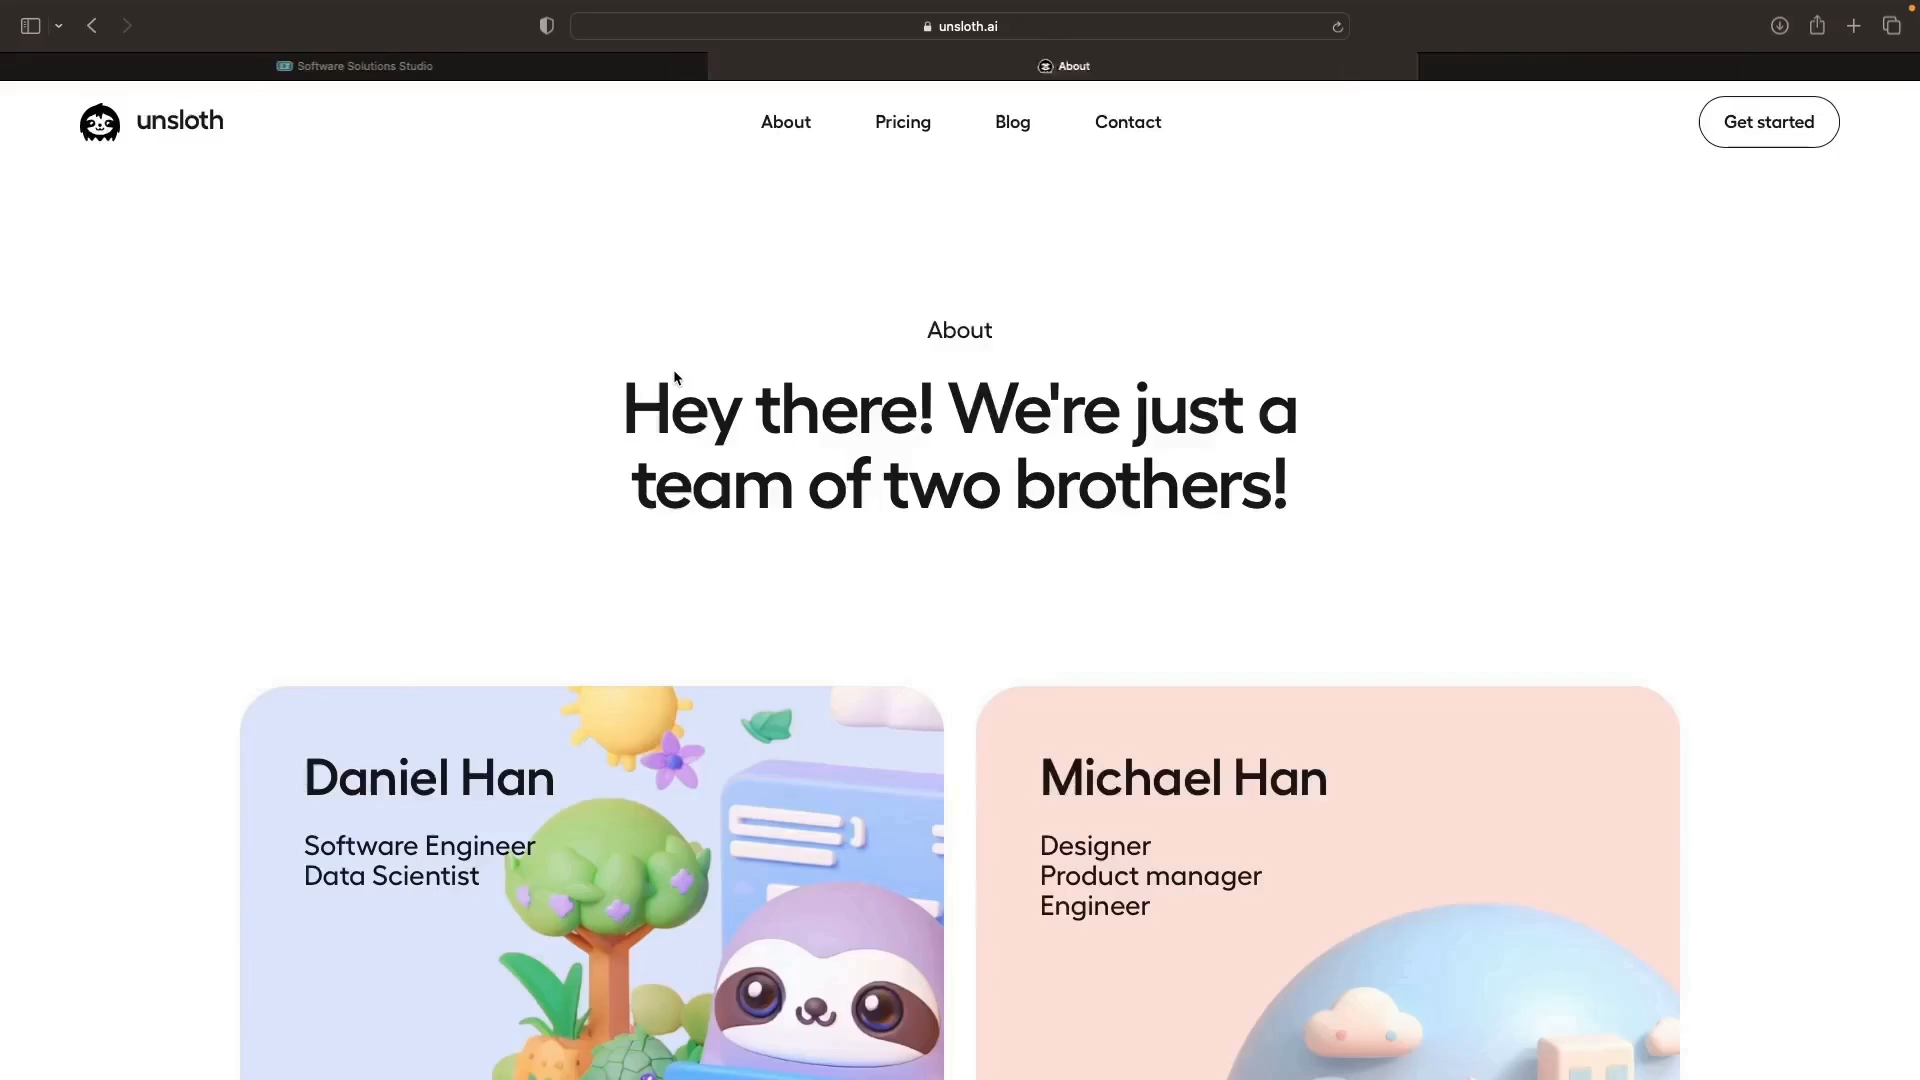 unsloth.ai
Software Solutions Studio
About
unsloth
About
Pricing
Blog
Contact
Get started
About
Hey there! We're just a
team of two brothers!
Daniel Han
Software Engineer
Data Scientist
Michael Han
Designer
Product manager
Engineer